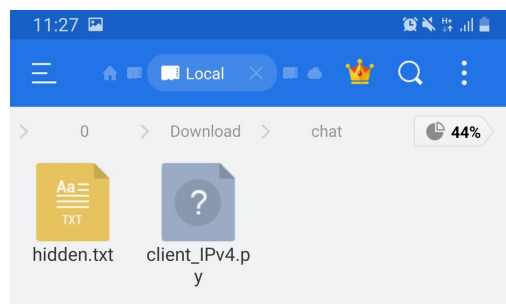 11:27
Local
0 Download chat 44%
Aa
TXT
?
hidden.txt client_IPv4.p
y